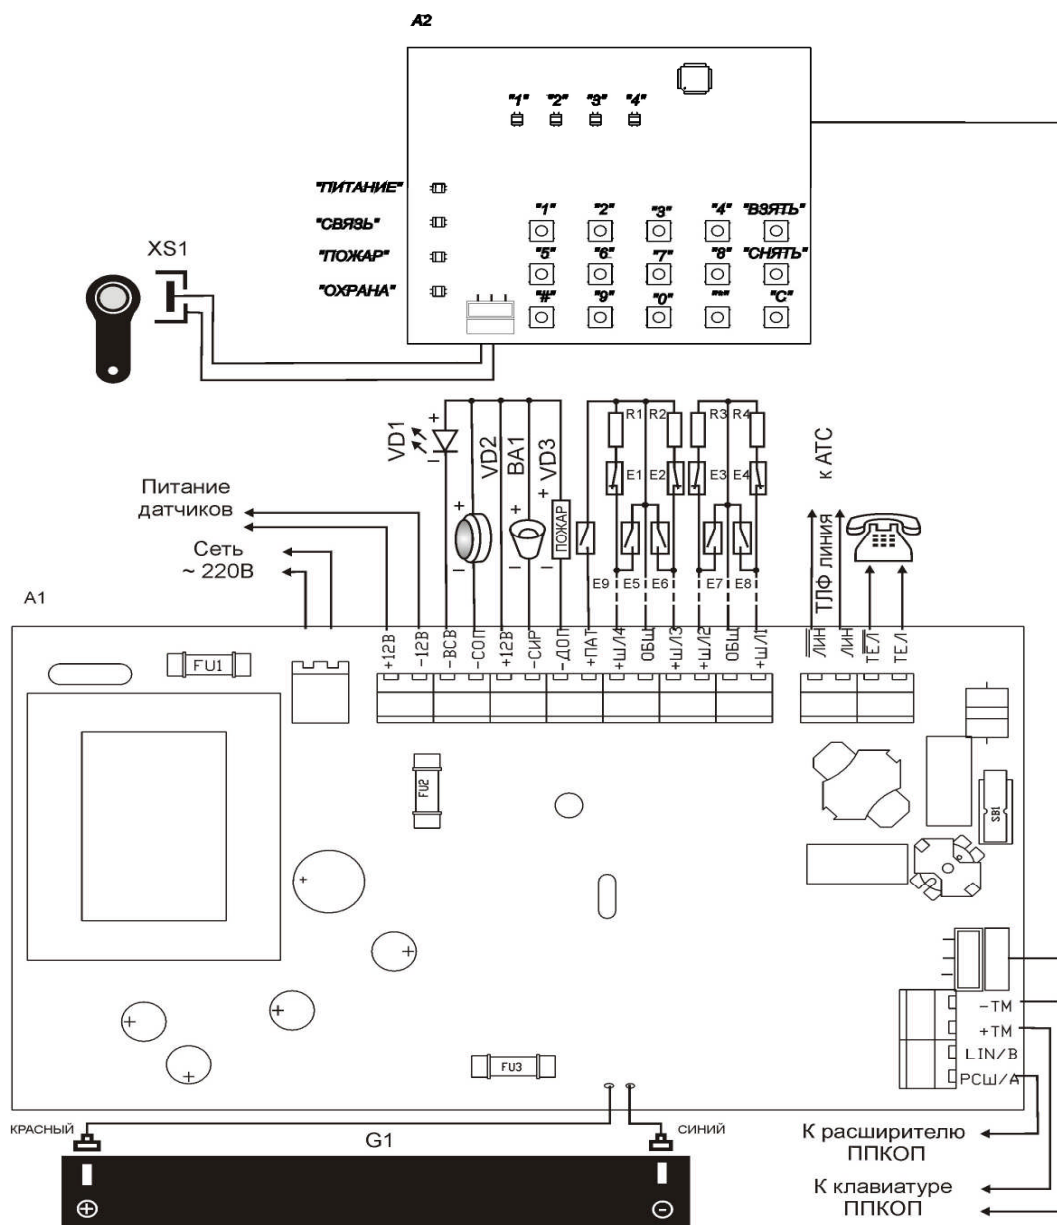 A2
"1" "2" "3" "4"
"ПИТАНИЕ"
"СВЯЗЬ"
"ПОЖАР"
"ОХРАНА"
"1" "2" "3" "4" "ВЗЯТЬ"
"5" "6" "7" "8" "СНЯТЬ"
"#" "9" "0" "*" "C"
XS1
VD1
+
–
VD2
+
–
BA1
+
–
VD3
+
–
ПОЖАР
R1 R2 R3 R4
E1 E2 E3 E4
E9 E5 E6 E7 E8
к АТС
ТЛФ ЛИНИЯ
Питание
датчиков
Сеть
~ 220В
A1
+12В
-12В
-ВСВ
-СОП
+12В
-СИР
-ДОП
+ПАТ
+ШЛ4
ОБЩ
+ШЛ3
+ШЛ2
ОБЩ
+ШЛ1
ЛИН
ЛИН
ТЕЛ
ТЕЛ
FU1
FU2
SB1
+
+
+
+
+
FU3
-ТМ
+ТМ
LIN/B
РСШ/А
КРАСНЫЙ
G1
СИНИЙ
+
-
К расширителю
ППКОП
К клавиатуре
ППКОП